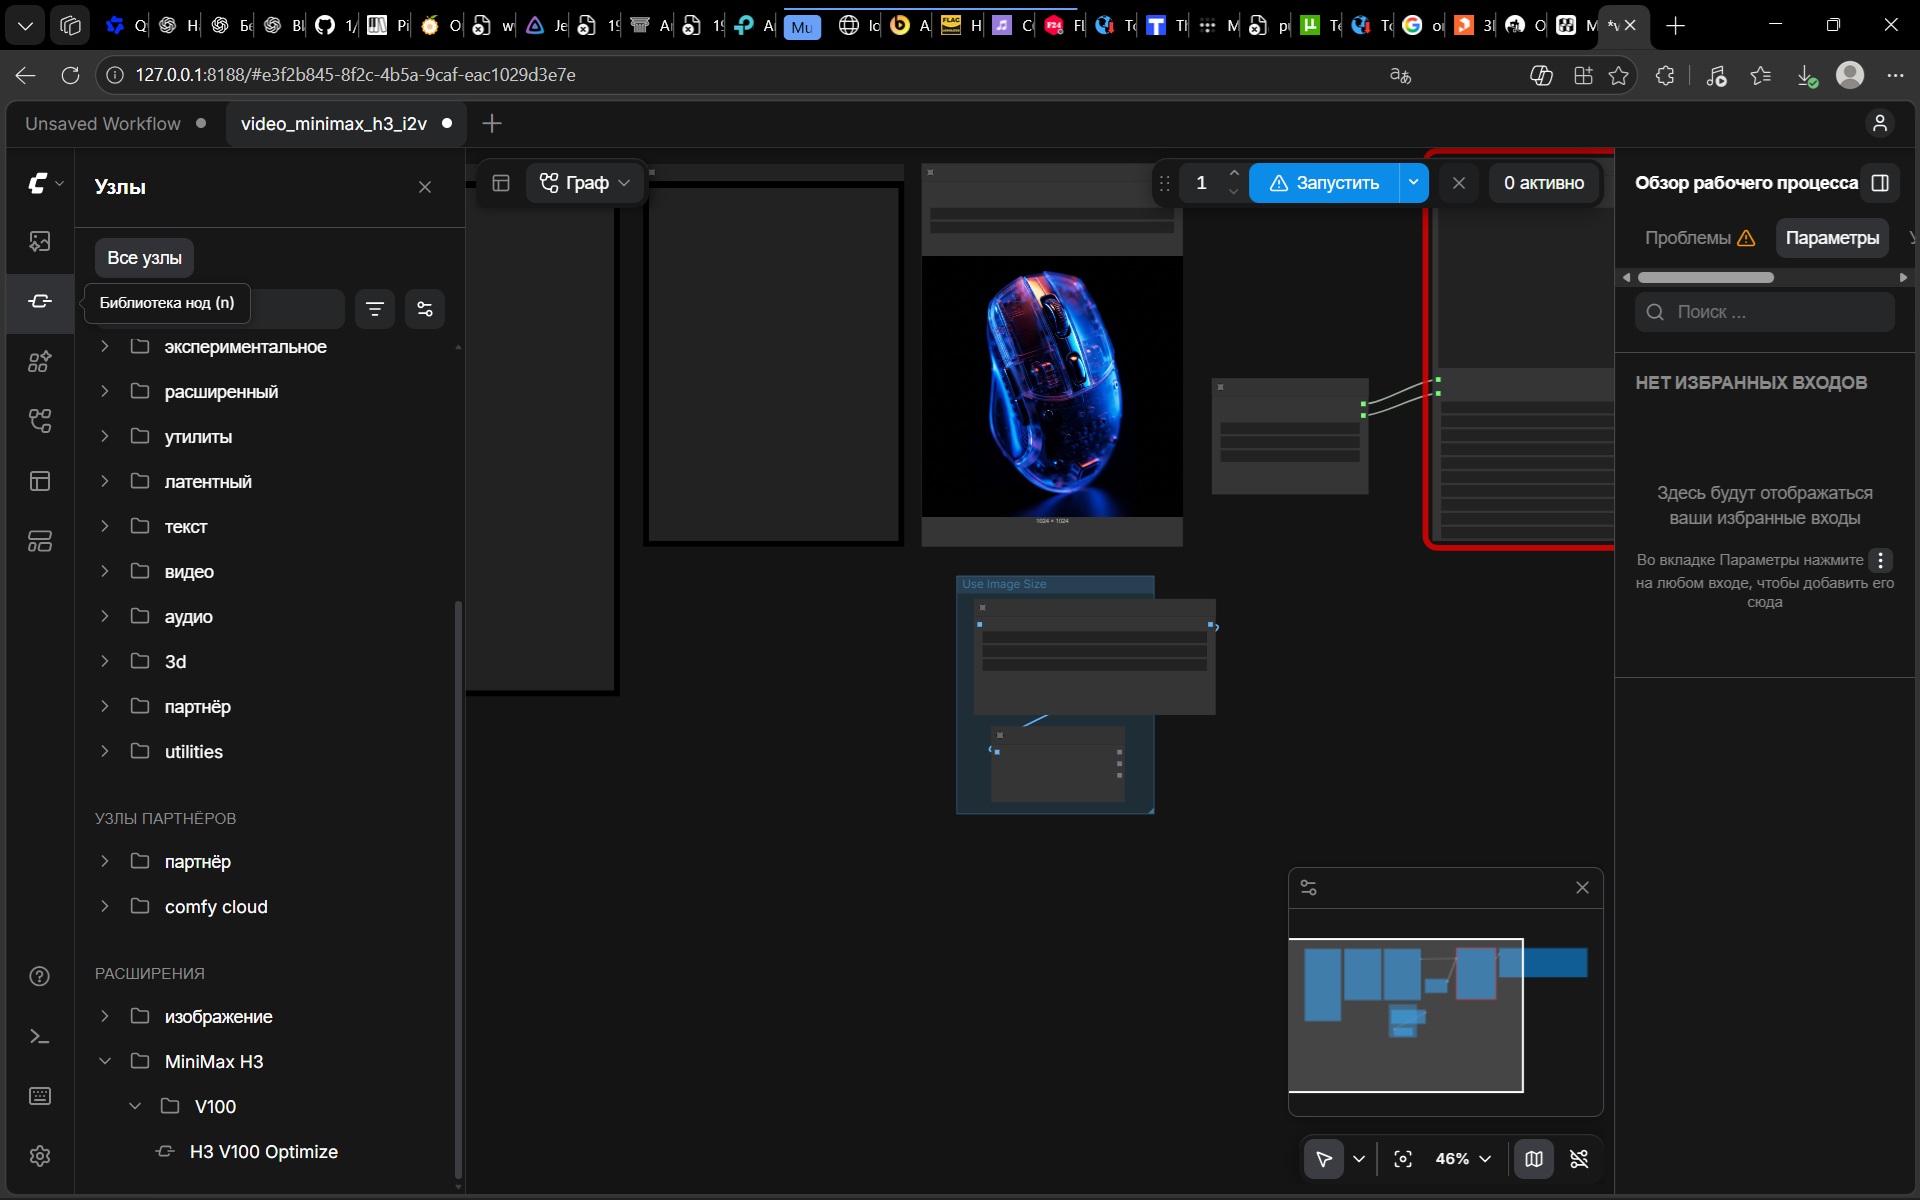 Mu
127.0.0.1:8188/#e3f2b845-8f2c-4b5a-9caf-eac1029d3e7e
Unsaved Workflow
video_minimax_h3_i2v
Узлы
Граф
1
Запустить
0 активно
Обзор рабочего процесса
Все узлы
Проблемы
Параметры
Библиотека нод (n)
Поиск ...
экспериментальное
расширенный
утилиты
латентный
текст
видео
аудио
3d
партнёр
utilities
НЕТ ИЗБРАННЫХ ВХОДОВ
Здесь будут отображаться
ваши избранные входы
Во вкладке Параметры нажмите
на любом входе, чтобы добавить его
сюда
1024 × 1024
Use Image Size
УЗЛЫ ПАРТНЁРОВ
партнёр
comfy cloud
РАСШИРЕНИЯ
изображение
MiniMax H3
V100
H3 V100 Optimize
46%